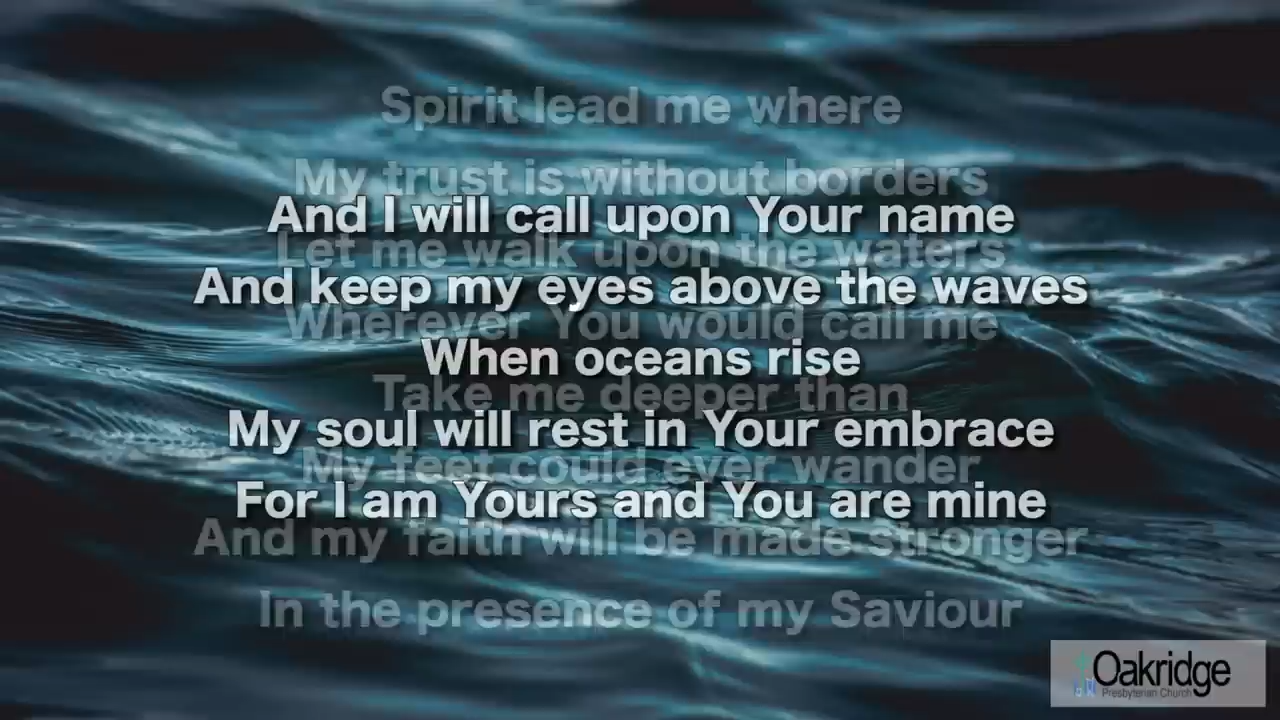 Spirit lead me where
My trust is without borders
And I will call upon Your name
Let me walk upon the waters
And keep my eyes above the waves
Wherever You would call me
When oceans rise
Take me deeper than
My soul will rest in Your embrace
My feet could ever wander
For I am Yours and You are mine
And my faith will be made stronger
In the presence of my Saviour
Oakridge
Presbyterian Church